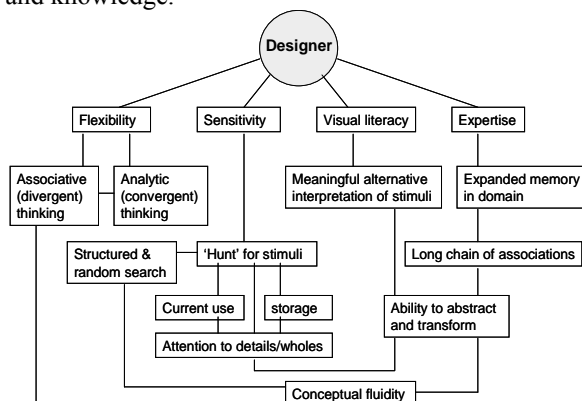 and knowledge.
Designer
Flexibility
Sensitivity
Visual literacy
Expertise
Associative
(divergent)
thinking
Analytic
(convergent)
thinking
Meaningful alternative
interpretation of stimuli
Expanded memory
in domain
Structured &
random search
‘Hunt’ for stimuli
Long chain of associations
Current use
storage
Ability to abstract
and transform
Attention to details/wholes
Conceptual fluidity